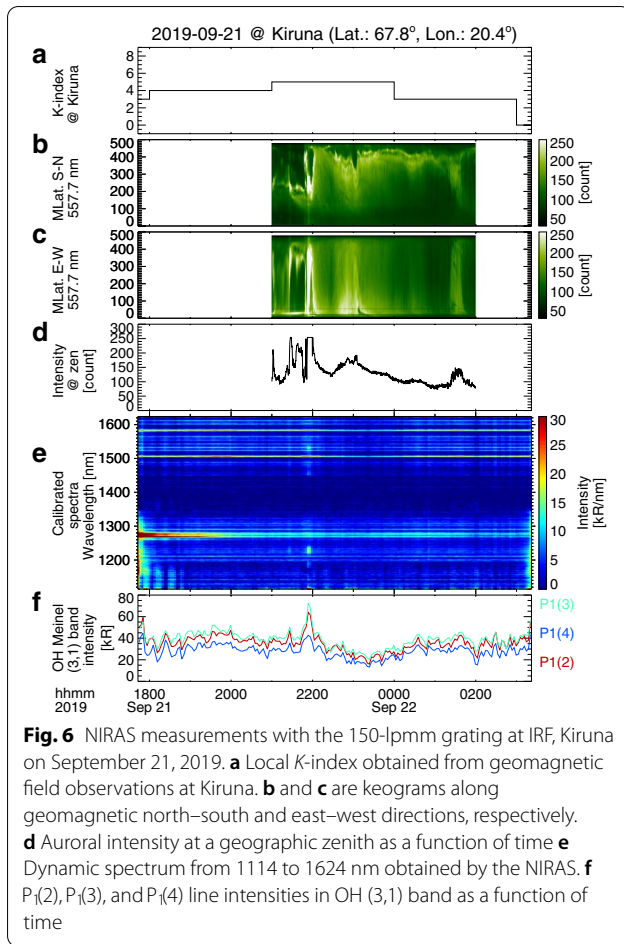 2019-09-21 @ Kiruna (Lat.: 67.8°, Lon.: 20.4°)
a
K-index
@ Kiruna
8
6
4
2
0
b
MLat. S-N
557.7 nm
500
400
300
200
100
0
250
200
150
100
50
[count]
c
MLat. E-W
557.7 nm
500
400
300
200
100
0
250
200
150
100
50
[count]
d
Intensity
@ zen
[count]
300
250
200
150
100
50
0
e
Calibrated
spectra
Wavelength [nm]
1600
1500
1400
1300
1200
30
25
20
15
10
5
0
Intensity
[kR/nm]
f
OH Meinel
(3,1) band
intensity
[kR]
80
60
40
20
0
P1(3)
P1(4)
P1(2)
hhmm
2019
1800
Sep 21
2000
2200
0000
Sep 22
0200
Fig. 6 NIRAS measurements with the 150-lpmm grating at IRF, Kiruna
on September 21, 2019. a Local K-index obtained from geomagnetic
field observations at Kiruna. b and c are keograms along
geomagnetic north–south and east–west directions, respectively.
d Auroral intensity at a geographic zenith as a function of time e
Dynamic spectrum from 1114 to 1624 nm obtained by the NIRAS. f
P₁(2), P₁(3), and P₁(4) line intensities in OH (3,1) band as a function of
time